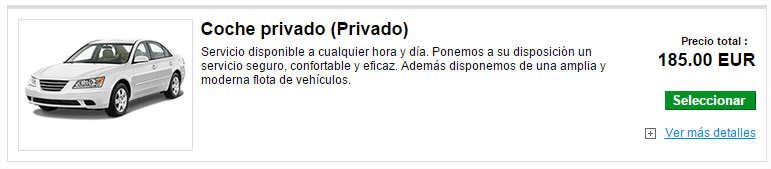 Coche privado (Privado)
Servicio disponible a cualquier hora y día. Ponemos a su disposición un
servicio seguro, confortable y eficaz. Además disponemos de una amplia y
moderna flota de vehículos.
Precio total :
185.00 EUR
Seleccionar
Ver más detalles